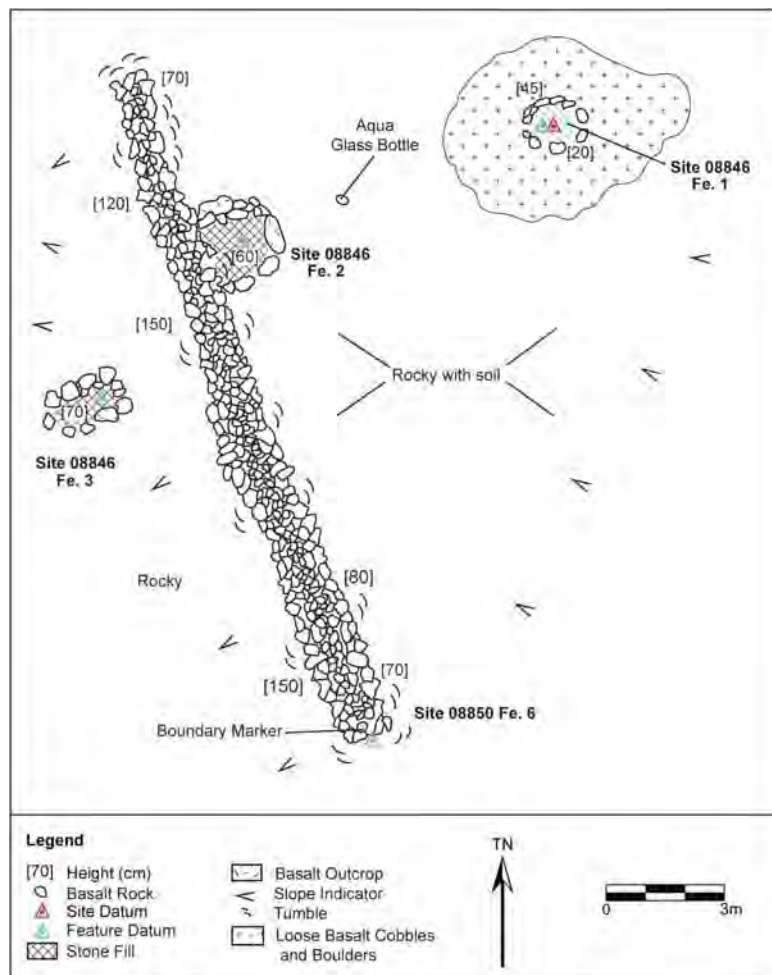 [70]
[45]
Aqua
Glass Bottle
[20]
Site 08846
Fe. 1
[120]
[60]
Site 08846
Fe. 2
[150]
Rocky with soil
[70]
Site 08846
Fe. 3
Rocky
[80]
[70]
[150]
Site 08850 Fe. 6
Boundary Marker
Legend
[70] Height (cm)
Basalt Rock
Site Datum
Feature Datum
Stone Fill
Basalt Outcrop
Slope Indicator
Tumble
Loose Basalt Cobbles
and Boulders
TN
0 3m